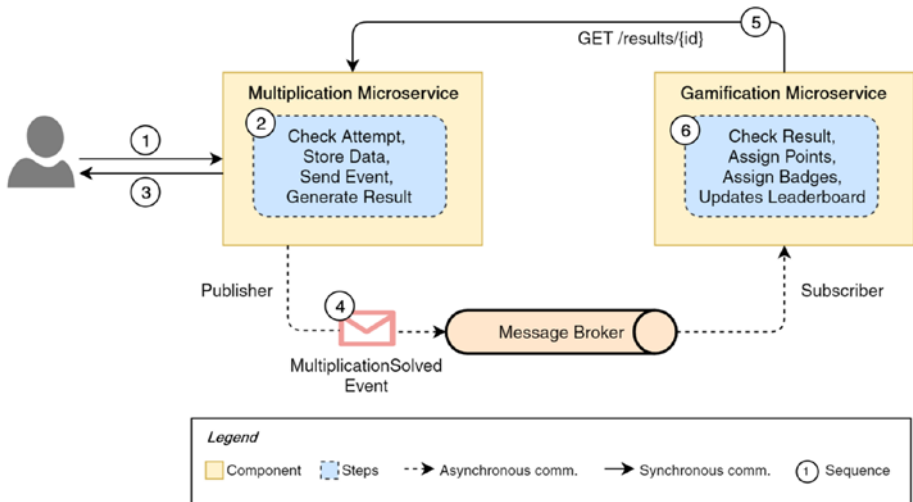 5
GET /results/{id}
Multiplication Microservice
2
Check Attempt,
Store Data,
Send Event,
Generate Result
Gamification Microservice
6
Check Result,
Assign Points,
Assign Badges,
Updates Leaderboard
1
3
Publisher
Subscriber
4
Message Broker
MultiplicationSolved
Event
Legend
Component
Steps
Asynchronous comm.
Synchronous comm.
1 Sequence